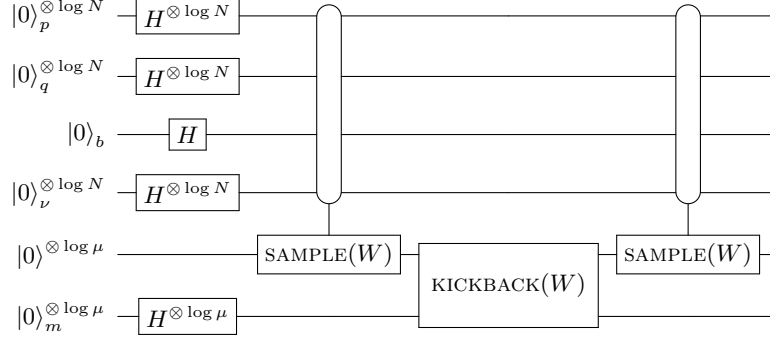 |0⟩_p^{⊗ log N} H^{⊗ log N}
|0⟩_q^{⊗ log N} H^{⊗ log N}
|0⟩_b H
|0⟩_ν^{⊗ log N} H^{⊗ log N}
|0⟩^{⊗ log μ} SAMPLE(W) SAMPLE(W)
KICKBACK(W)
|0⟩_m^{⊗ log μ} H^{⊗ log μ}